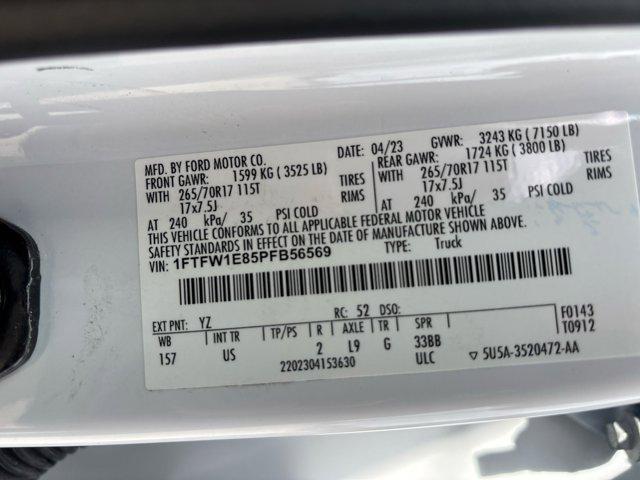 MFD. BY FORD MOTOR CO.
DATE: 04/23 GVWR: 3243 KG ( 7150 LB)
FRONT GAWR: 1599 KG ( 3525 LB)
REAR GAWR: 1724 KG ( 3800 LB)
WITH 265/70R17 115T TIRES
WITH 265/70R17 115T TIRES
17x7.5J RIMS
17x7.5J RIMS
AT 240 kPa/ 35 PSI COLD
AT 240 kPa/ 35 PSI COLD
THIS VEHICLE CONFORMS TO ALL APPLICABLE FEDERAL MOTOR VEHICLE
SAFETY STANDARDS IN EFFECT ON THE DATE OF MANUFACTURE SHOWN ABOVE.
VIN: 1FTFW1E85PFB56569 TYPE: Truck
EXT PNT: YZ RC: 52 DSO: F0143
T0912
WB INT TR TP/PS R AXLE TR SPR
157 US 2 L9 G 33BB
2202304153630 ULC ▽ 5U5A-3520472-AA